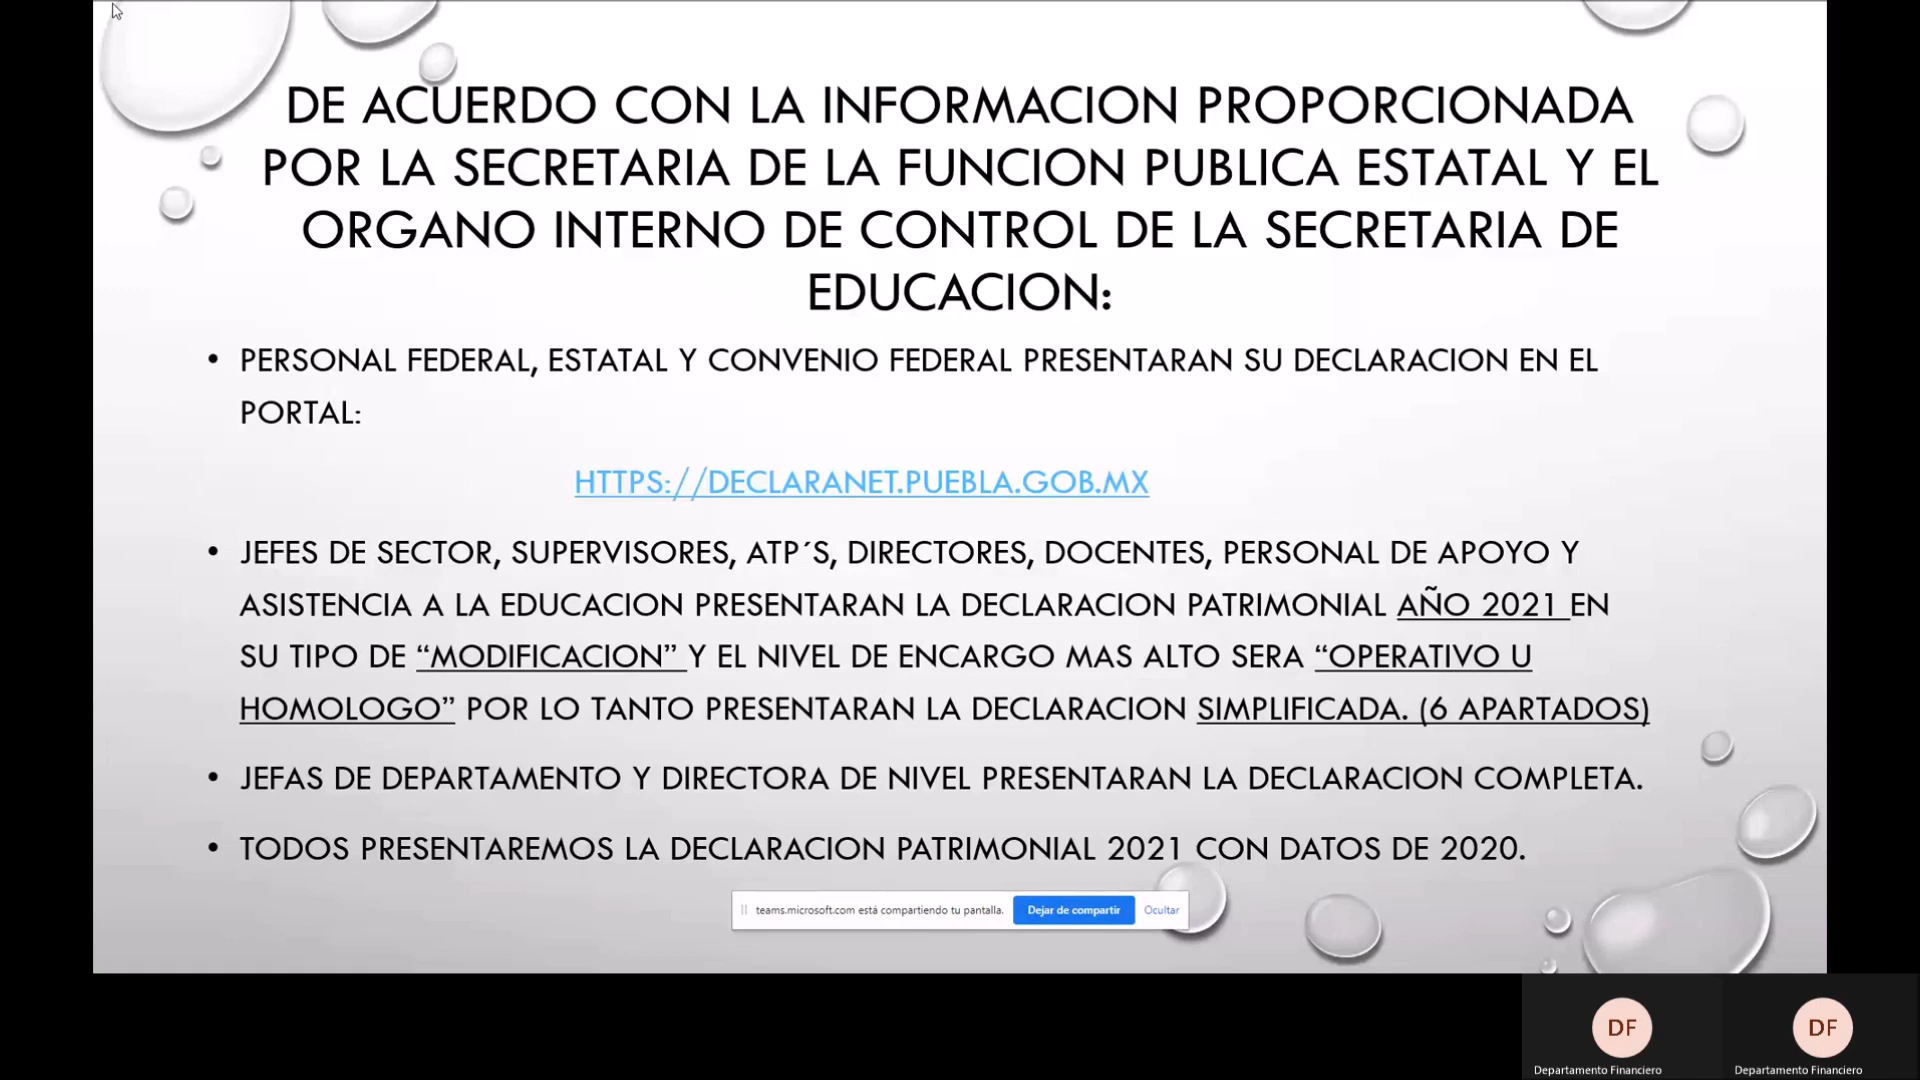 DE ACUERDO CON LA INFORMACION PROPORCIONADA
POR LA SECRETARIA DE LA FUNCION PUBLICA ESTATAL Y EL
ORGANO INTERNO DE CONTROL DE LA SECRETARIA DE
EDUCACION:
• PERSONAL FEDERAL, ESTATAL Y CONVENIO FEDERAL PRESENTARAN SU DECLARACION EN EL
PORTAL:
HTTPS://DECLARANET.PUEBLA.GOB.MX
• JEFES DE SECTOR, SUPERVISORES, ATP´S, DIRECTORES, DOCENTES, PERSONAL DE APOYO Y
ASISTENCIA A LA EDUCACION PRESENTARAN LA DECLARACION PATRIMONIAL AÑO 2021 EN
SU TIPO DE “MODIFICACION” Y EL NIVEL DE ENCARGO MAS ALTO SERA “OPERATIVO U
HOMOLOGO” POR LO TANTO PRESENTARAN LA DECLARACION SIMPLIFICADA. (6 APARTADOS)
• JEFAS DE DEPARTAMENTO Y DIRECTORA DE NIVEL PRESENTARAN LA DECLARACION COMPLETA.
• TODOS PRESENTAREMOS LA DECLARACION PATRIMONIAL 2021 CON DATOS DE 2020.
teams.microsoft.com está compartiendo tu pantalla. Dejar de compartir Ocultar
DF DF
Departamento Financiero Departamento Financiero